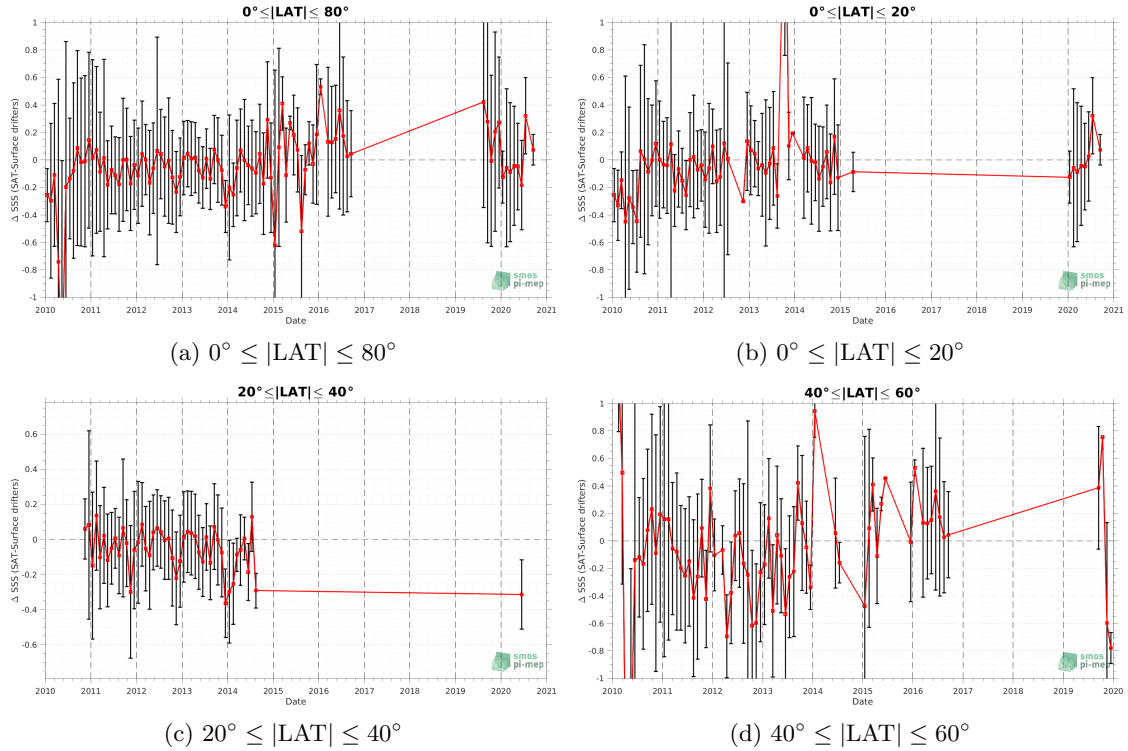 0°≤|LAT|≤ 80°
1
0.8
0.6
0.4
0.2
0
-0.2
-0.4
-0.6
-0.8
-1
Δ SSS (SAT-Surface drifters)
2010 2011 2012 2013 2014 2015 2016 2017 2018 2019 2020 2021
Date
smos
pi-mep
(a) 0° ≤ |LAT| ≤ 80°
0°≤|LAT|≤ 20°
1
0.8
0.6
0.4
0.2
0
-0.2
-0.4
-0.6
-0.8
-1
Δ SSS (SAT-Surface drifters)
2010 2011 2012 2013 2014 2015 2016 2017 2018 2019 2020 2021
Date
smos
pi-mep
(b) 0° ≤ |LAT| ≤ 20°
20°≤|LAT|≤ 40°
0.6
0.4
0.2
0
-0.2
-0.4
-0.6
Δ SSS (SAT-Surface drifters)
2010 2011 2012 2013 2014 2015 2016 2017 2018 2019 2020 2021
Date
smos
pi-mep
(c) 20° ≤ |LAT| ≤ 40°
40°≤|LAT|≤ 60°
1
0.8
0.6
0.4
0.2
0
-0.2
-0.4
-0.6
-0.8
-1
Δ SSS (SAT-Surface drifters)
2010 2011 2012 2013 2014 2015 2016 2017 2018 2019 2020
Date
smos
pi-mep
(d) 40° ≤ |LAT| ≤ 60°